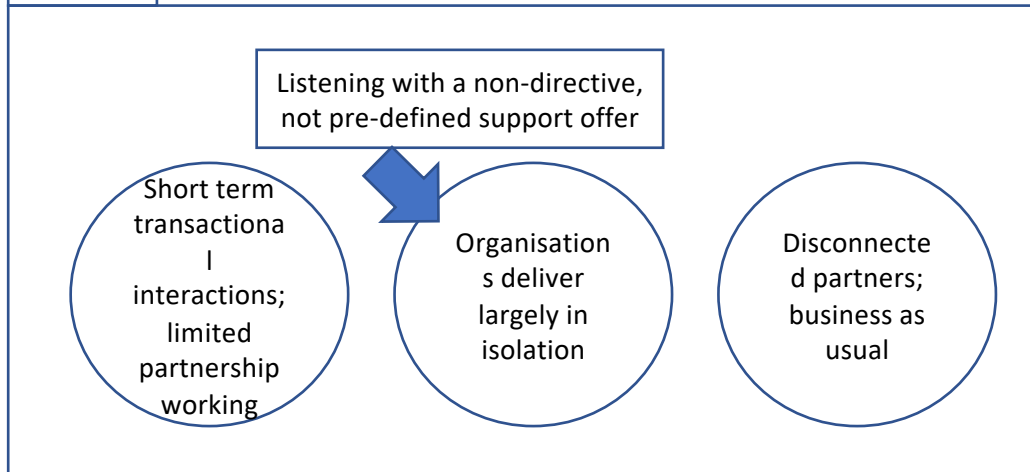 Listening with a non-directive,
not pre-defined support offer
Short term
transactiona
l
interactions;
limited
partnership
working
Organisation
s deliver
largely in
isolation
Disconnecte
d partners;
business as
usual